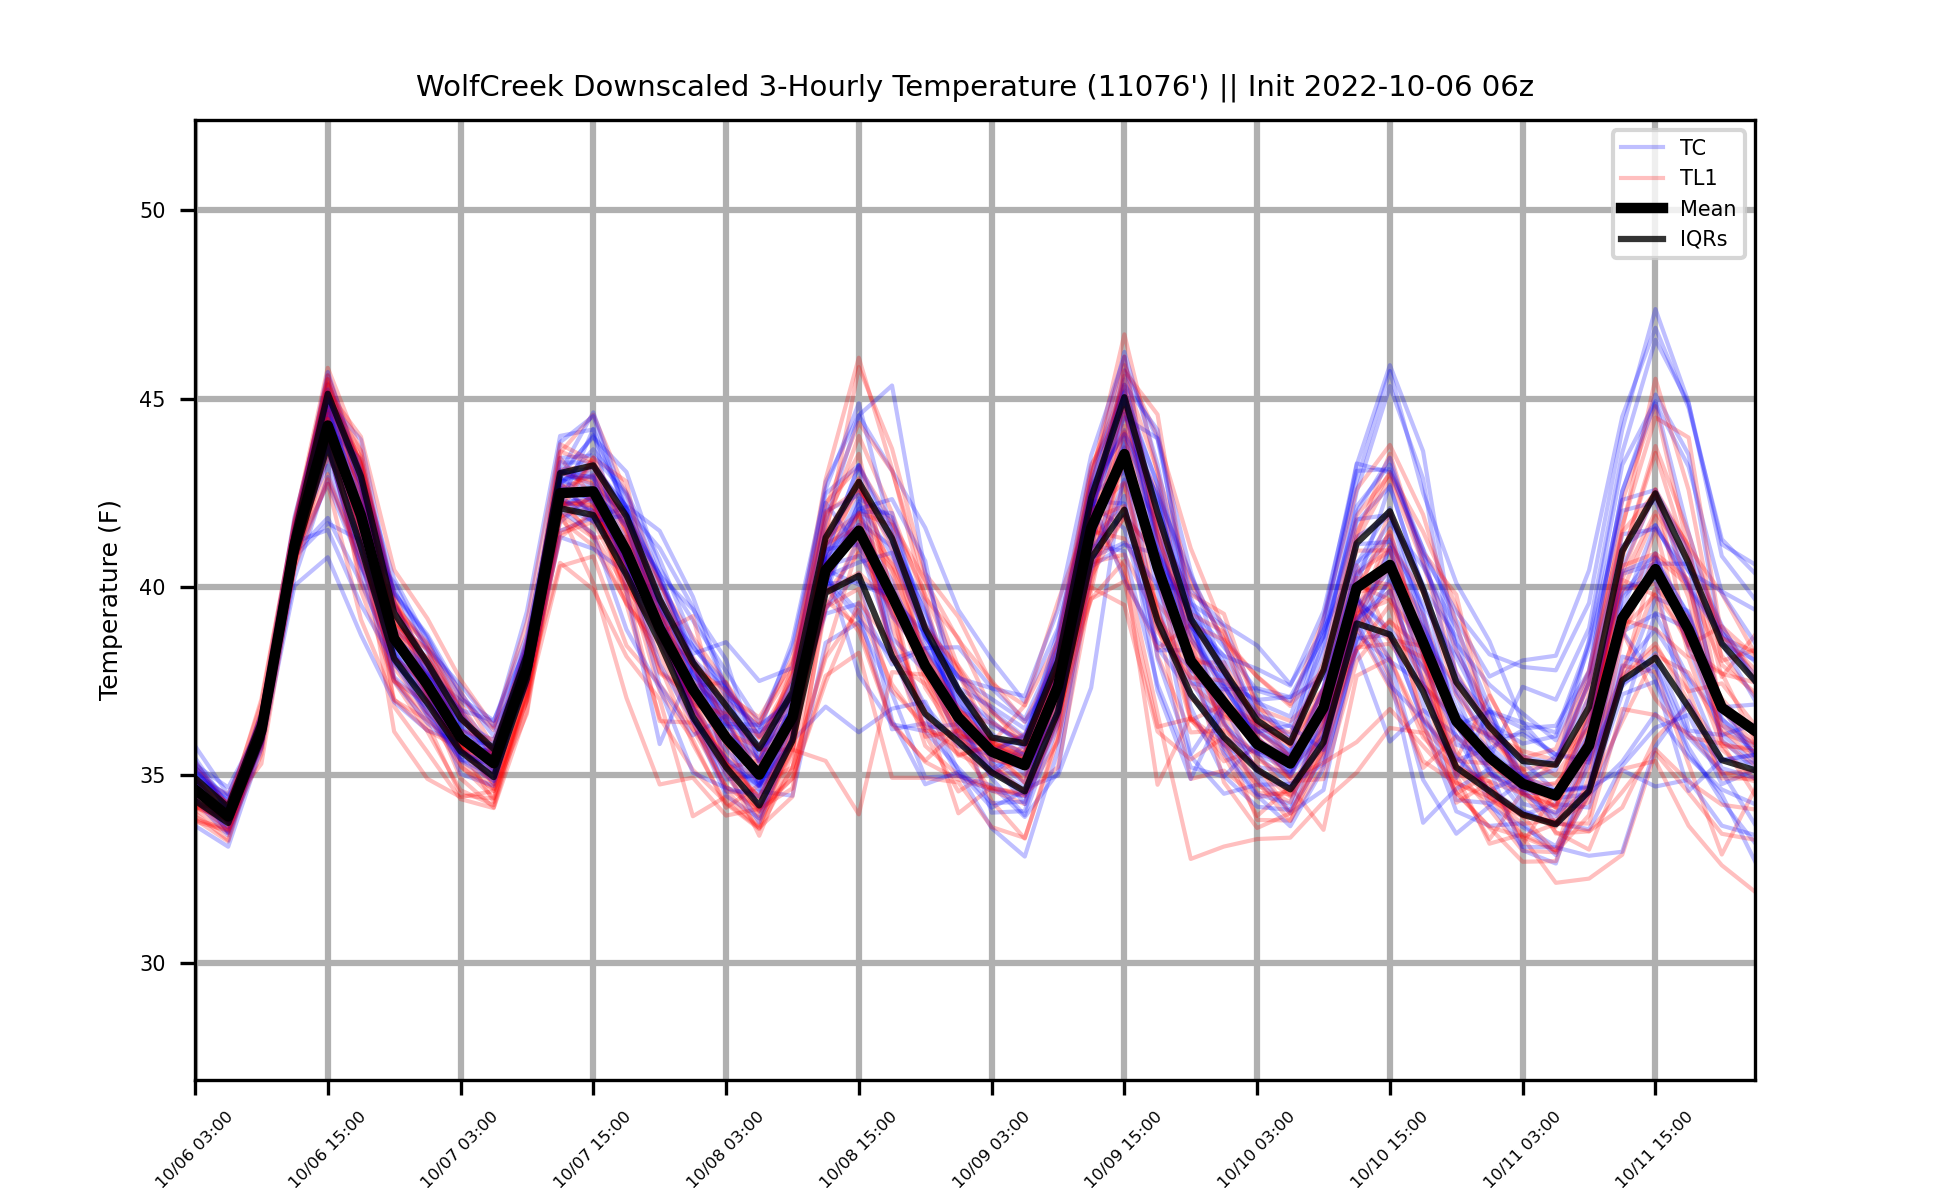 WolfCreek Downscaled 3-Hourly Temperature (11076') || Init 2022-10-06 06z
TC
TL1
Mean
IQRs
Temperature (F)
50
45
40
35
30
10/06 03:00
10/06 15:00
10/07 03:00
10/07 15:00
10/08 03:00
10/08 15:00
10/09 03:00
10/09 15:00
10/10 03:00
10/10 15:00
10/11 03:00
10/11 15:00